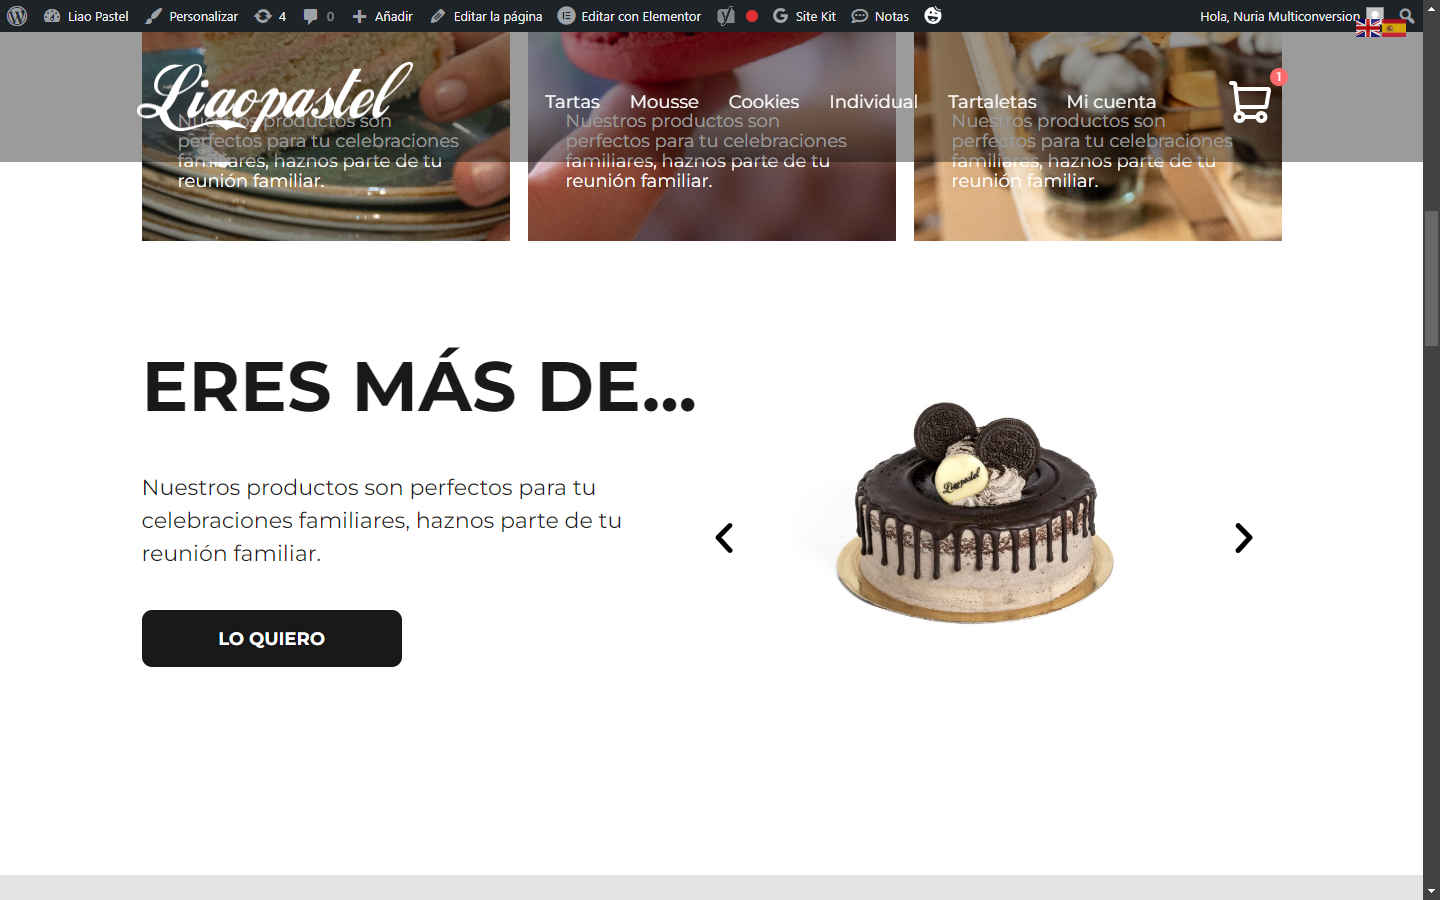 Liao Pastel Personalizar 4 0 Añadir Editar la página Editar con Elementor Site Kit Notas Hola, Nuria Multiconversion
Liaopastel
Tartas Mousse Cookies Individual Tartaletas Mi cuenta 1
Nuestros productos son
perfectos para tu celebraciones
familiares, haznos parte de tu
reunión familiar.
Nuestros productos son
perfectos para tu celebraciones
familiares, haznos parte de tu
reunión familiar.
Nuestros productos son
perfectos para tu celebraciones
familiares, haznos parte de tu
reunión familiar.
ERES MÁS DE...
Nuestros productos son perfectos para tu
celebraciones familiares, haznos parte de tu
reunión familiar.
LO QUIERO
Liaopastel